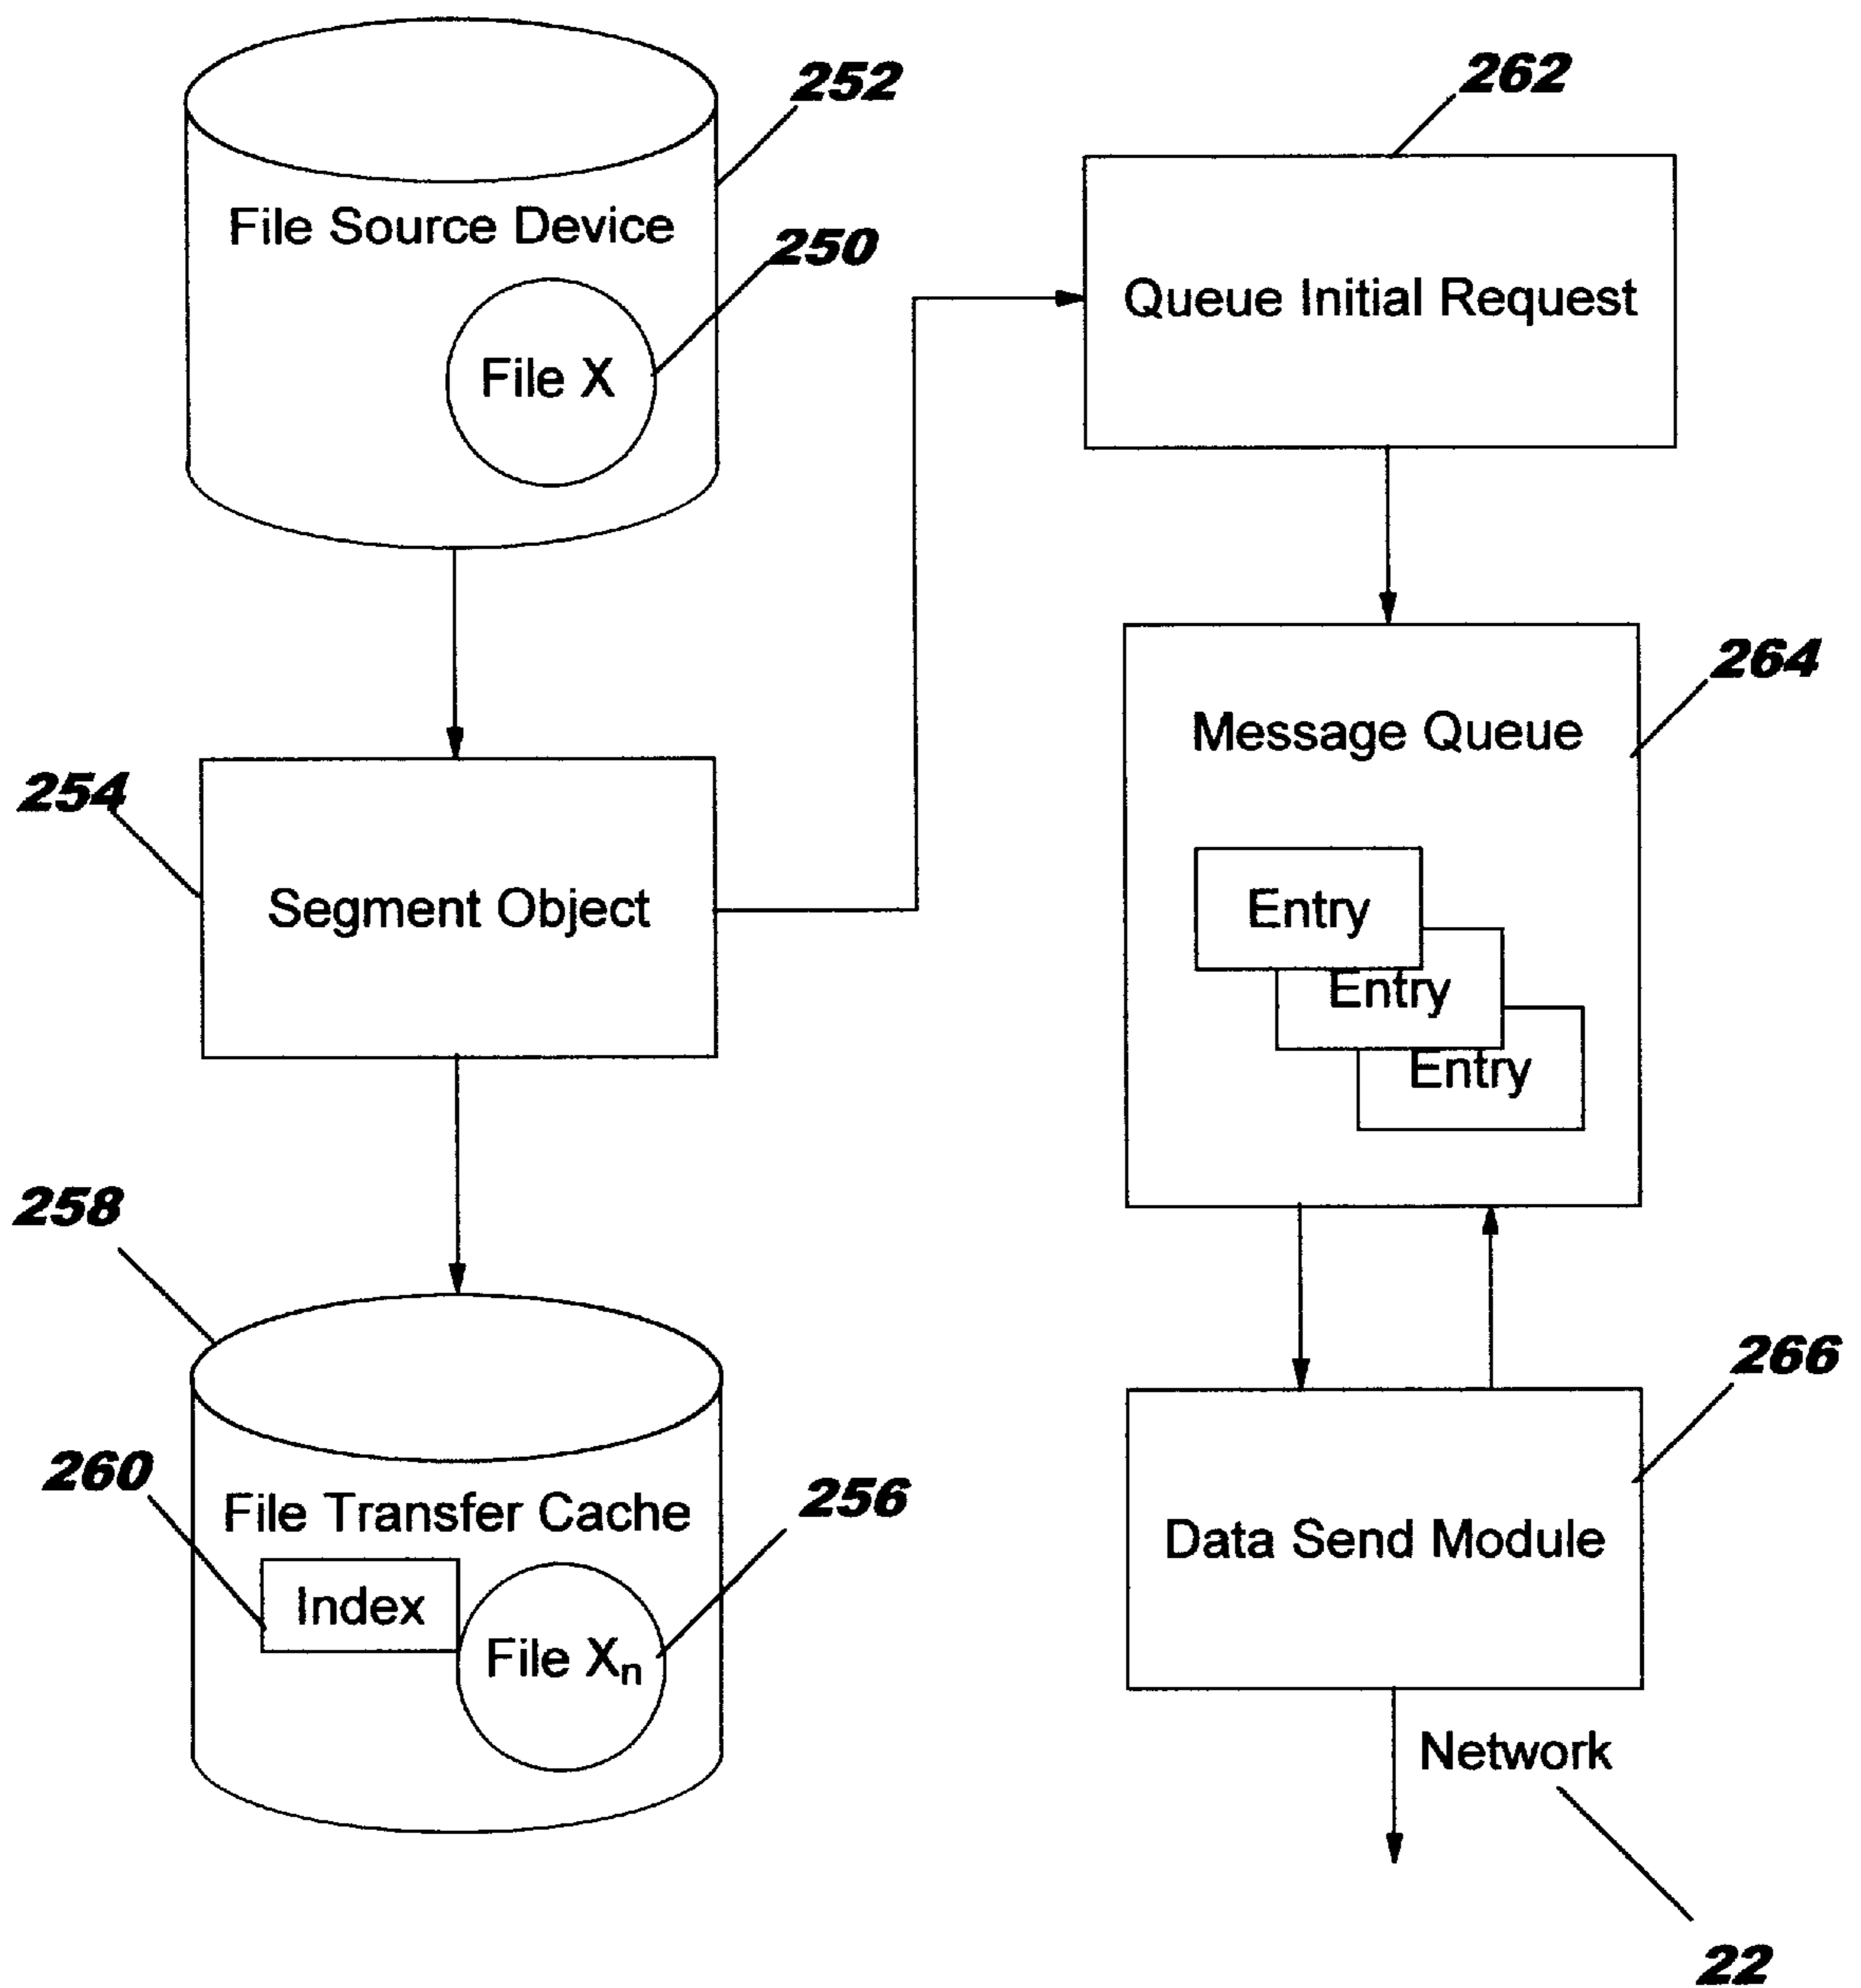 252
262
File Source Device
250
Queue Initial Request
File X
264
Message Queue
254
Segment Object
Entry
Entry
Entry
258
266
260
256
File Transfer Cache
Data Send Module
Index
File Xn
Network
22